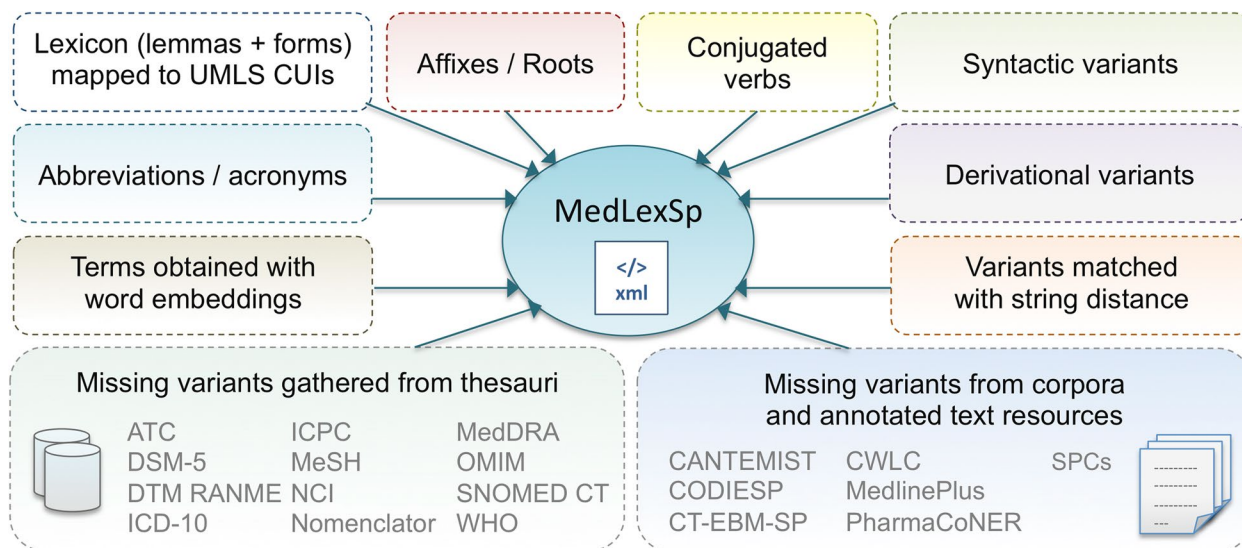 Lexicon (lemmas + forms)
mapped to UMLS CUIs
Affixes / Roots
Conjugated
verbs
Syntactic variants
Abbreviations / acronyms
MedLexSp
</>
xml
Derivational variants
Terms obtained with
word embeddings
Variants matched
with string distance
Missing variants gathered from thesauri
ATC ICPC MedDRA
DSM-5 MeSH OMIM
DTM RANME NCI SNOMED CT
ICD-10 Nomenclator WHO
Missing variants from corpora
and annotated text resources
CANTEMIST CWLC SPCs
CODIESP MedlinePlus
CT-EBM-SP PharmaCoNER